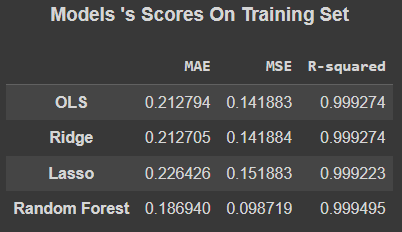 Models 's Scores On Training Set
MAE MSE R-squared
OLS 0.212794 0.141883 0.999274
Ridge 0.212705 0.141884 0.999274
Lasso 0.226426 0.151883 0.999223
Random Forest 0.186940 0.098719 0.999495